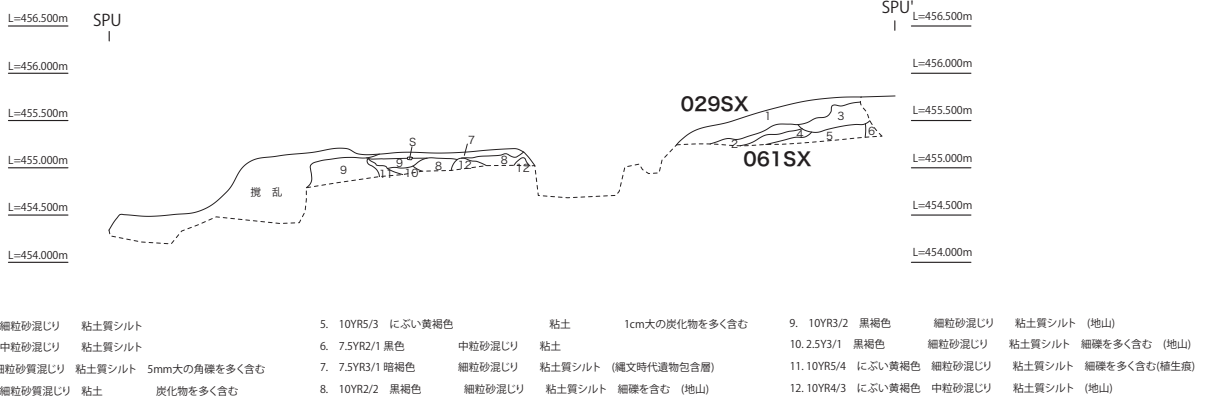 SPU
SPU'
L=456.500m
L=456.500m
L=456.000m
L=456.000m
L=455.500m
L=455.500m
L=455.000m
L=455.000m
L=454.500m
L=454.500m
L=454.000m
L=454.000m
029SX
1
3
6
4
5
2
061SX
S
7
9
9
8
12
8
12
11
10
撹 乱
細粒砂混じり 粘土質シルト
中粒砂混じり 粘土質シルト
細粒砂質混じり 粘土質シルト 5mm大の角礫を多く含む
細粒砂質混じり 粘土 炭化物を多く含む
5. 10YR5/3 にぶい黄褐色 粘土 1cm大の炭化物を多く含む
6. 7.5YR2/1 黒色 中粒砂混じり 粘土
7. 7.5YR3/1 暗褐色 細粒砂混じり 粘土質シルト (縄文時代遺物包含層)
8. 10YR2/2 黒褐色 細粒砂混じり 粘土質シルト 細礫を含む (地山)
9. 10YR3/2 黒褐色 細粒砂混じり 粘土質シルト (地山)
10. 2.5Y3/1 黒褐色 細粒砂混じり 粘土質シルト 細礫を多く含む (地山)
11. 10YR5/4 にぶい黄褐色 細粒砂混じり 粘土質シルト 細礫を多く含む(植生痕)
12. 10YR4/3 にぶい黄褐色 中粒砂混じり 粘土質シルト (地山)